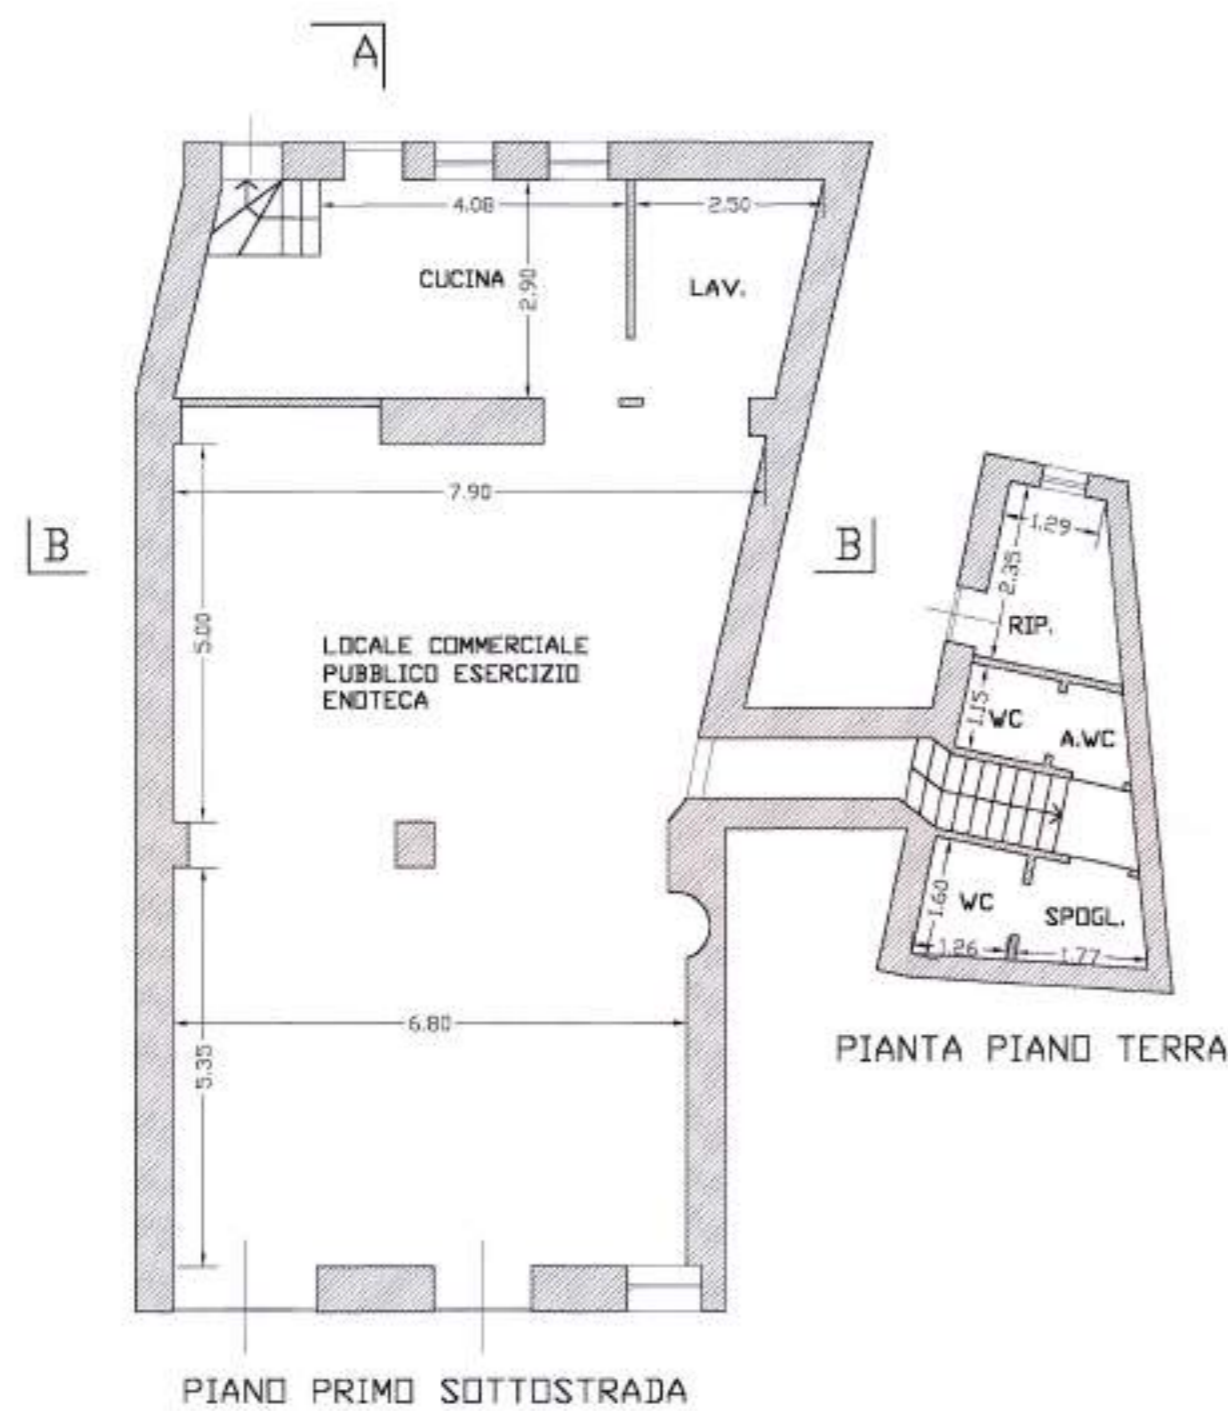 A
4.08
2.50
CUCINA
2.90
LAV.
7.90
B
B
1.29
2.35
RIP.
5.00
LOCALE COMMERCIALE
PUBBLICO ESERCIZIO
ENOTECA
1.15
WC
A.WC
1.60
WC
SPOGL.
1.26
1.77
6.80
5.35
PIANTA PIANO TERRA
PIANO PRIMO SOTTOSTRADA